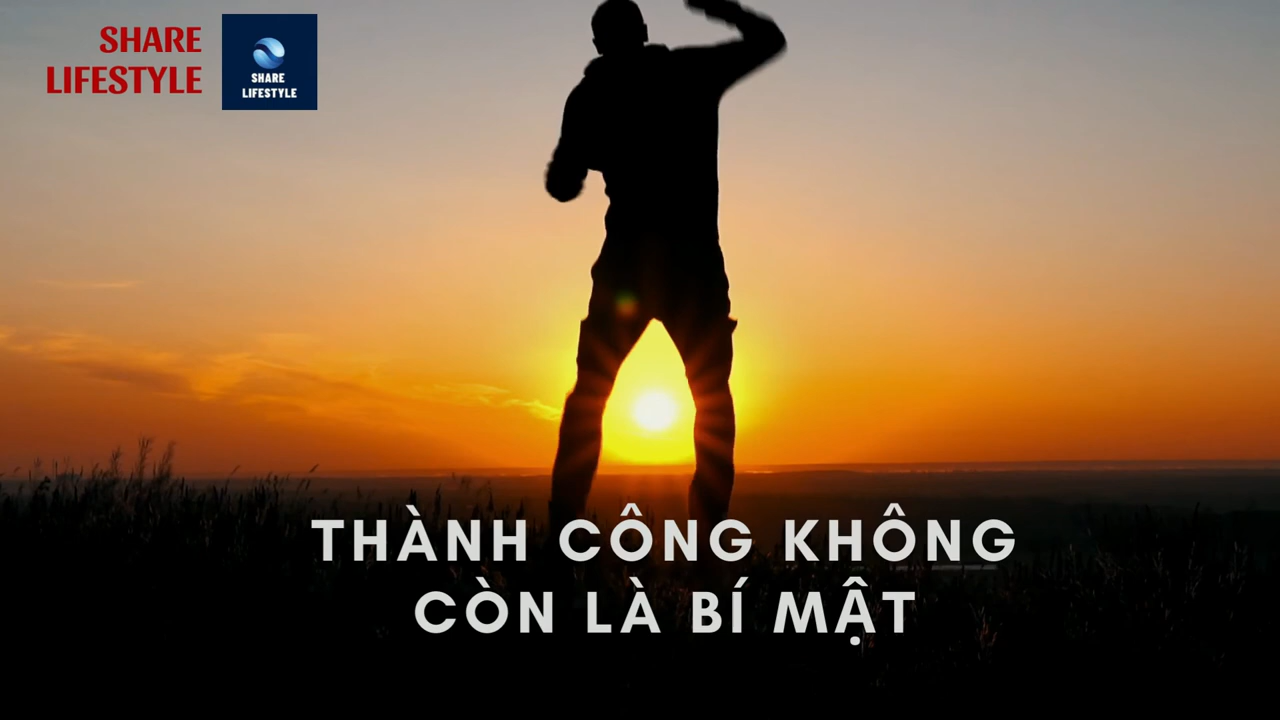 SHARE
LIFESTYLE
SHARE
LIFESTYLE
THÀNH CÔNG KHÔNG
CÒN LÀ BÍ MẬT